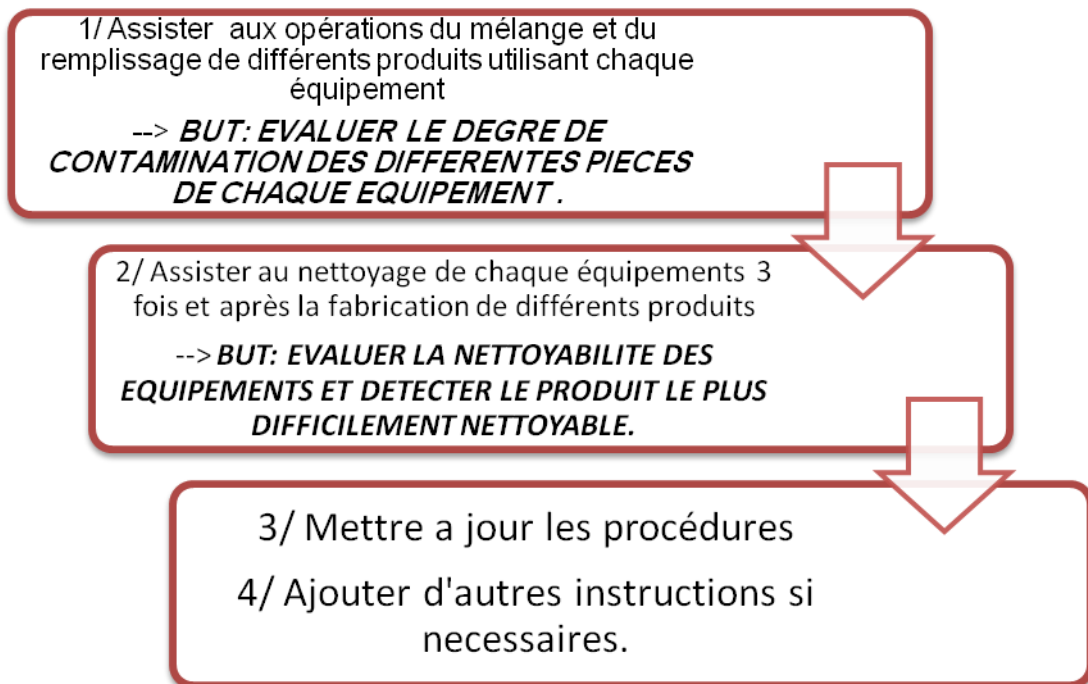 1/ Assister aux opérations du mélange et du
remplissage de différents produits utilisant chaque
équipement
--> BUT: EVALUER LE DEGRE DE
CONTAMINATION DES DIFFERENTES PIECES
DE CHAQUE EQUIPEMENT .
2/ Assister au nettoyage de chaque équipements 3
fois et après la fabrication de différents produits
--> BUT: EVALUER LA NETTOYABILITE DES
EQUIPEMENTS ET DETECTER LE PRODUIT LE PLUS
DIFFICILEMENT NETTOYABLE.
3/ Mettre a jour les procédures
4/ Ajouter d'autres instructions si
necessaires.